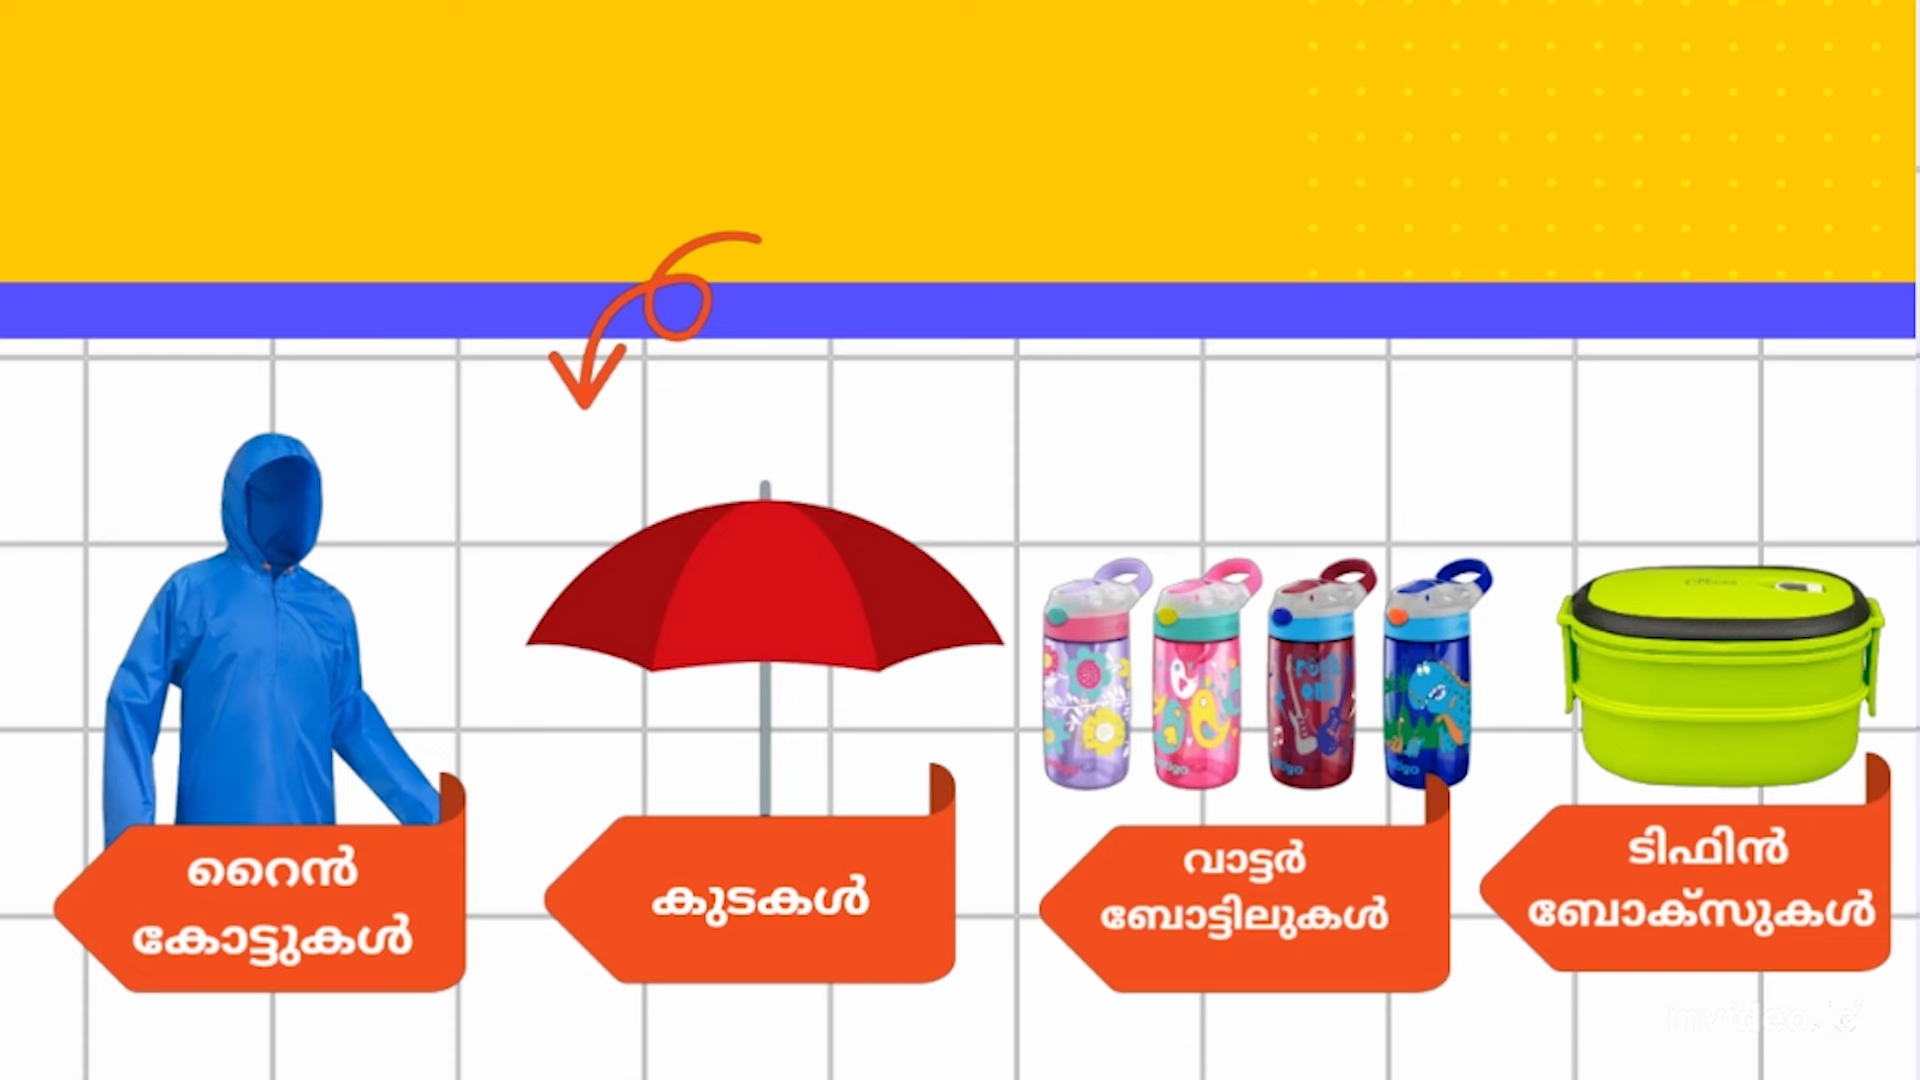 റൈൻ
കോട്ടുകൾ
കുടകൾ
വാട്ടർ
ബോട്ടിലുകൾ
ടിഫിൻ
ബോക്സുകൾ